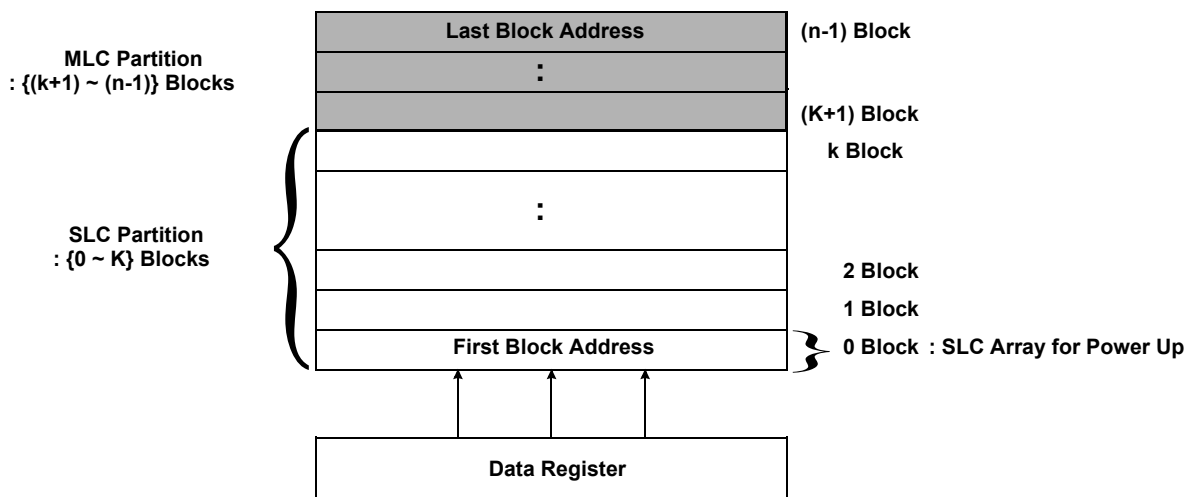 Last Block Address
(n-1) Block
MLC Partition
: {(k+1) ~ (n-1)} Blocks
:
(K+1) Block
k Block
:
SLC Partition
: {0 ~ K} Blocks
2 Block
1 Block
First Block Address
0 Block : SLC Array for Power Up
Data Register